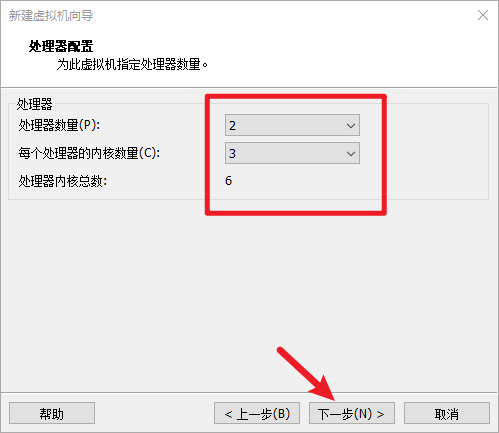 新建虚拟机向导
处理器配置
为此虚拟机指定处理器数量。
处理器
处理器数量(P): 2
每个处理器的内核数量(C): 3
处理器内核总数: 6
帮助 < 上一步(B) 下一步(N) > 取消